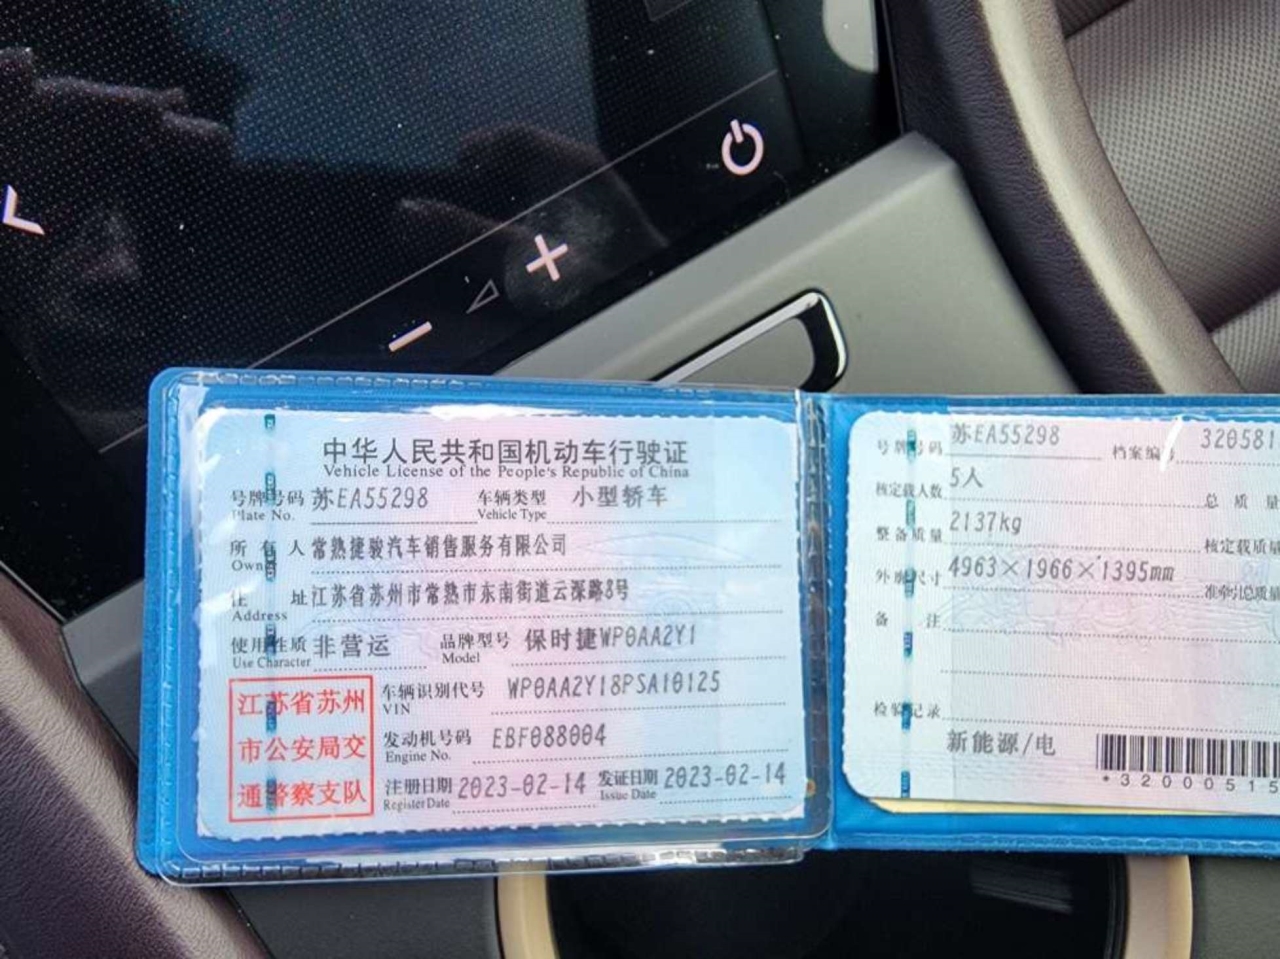 中华人民共和国机动车行驶证
Vehicle License of the People's Republic of China
号牌号码 苏EA55298 车辆类型 小型轿车
Plate No. Vehicle Type
所有人 常熟捷骏汽车销售服务有限公司
Owner
住址 江苏省苏州市常熟市东南街道云深路8号
Address
使用性质 非营运 品牌型号 保时捷WP0AA2Y1
Use Character Model
江苏省苏州
市公安局交
通警察支队
车辆识别代号 WP0AA2Y18PSA10125
VIN
发动机号码 EBF088004
Engine No.
注册日期 2023-02-14 发证日期 2023-02-14
Register Date Issue Date
号牌号码 苏EA55298 档案编号 320581
核定载人数 5人 总质量
整备质量 2137kg 核定载质量
外廓尺寸 4963×1966×1395mm 准牵引总质量
备注
检验记录
新能源/电
*32000515